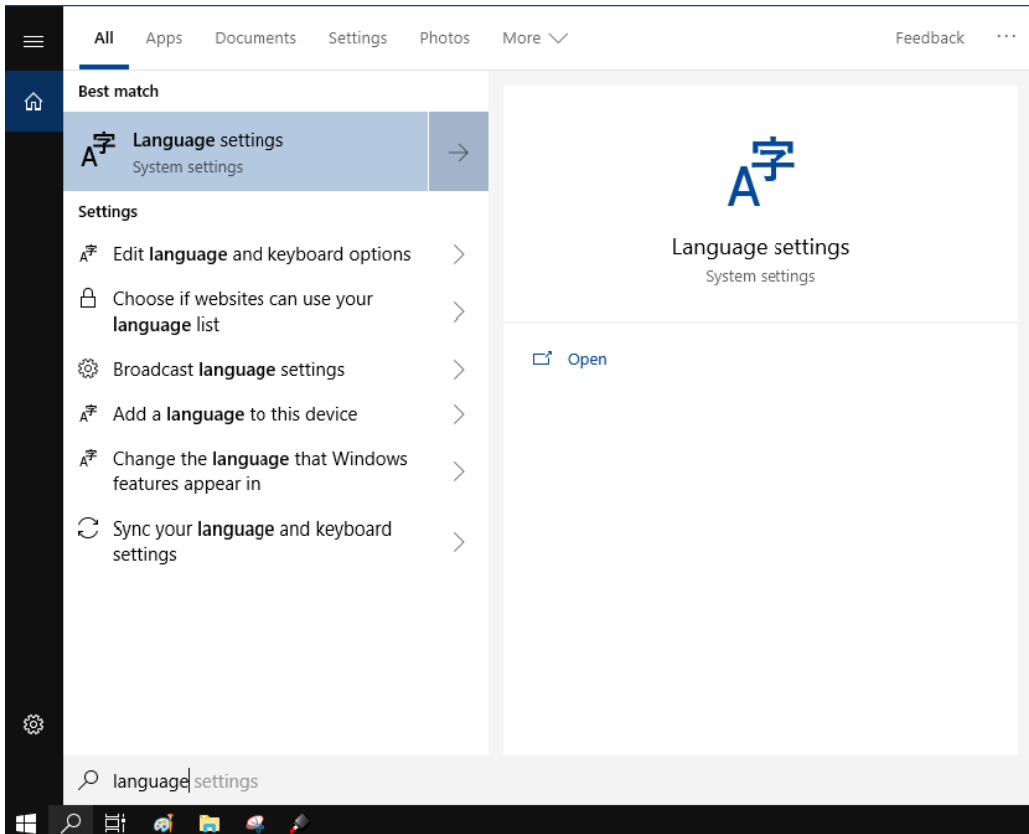 All Apps Documents Settings Photos More Feedback ···
Best match
Language settings
System settings
Settings
Edit language and keyboard options
Choose if websites can use your
language list
Broadcast language settings
Add a language to this device
Change the language that Windows
features appear in
Sync your language and keyboard
settings
A字
Language settings
System settings
Open
language settings